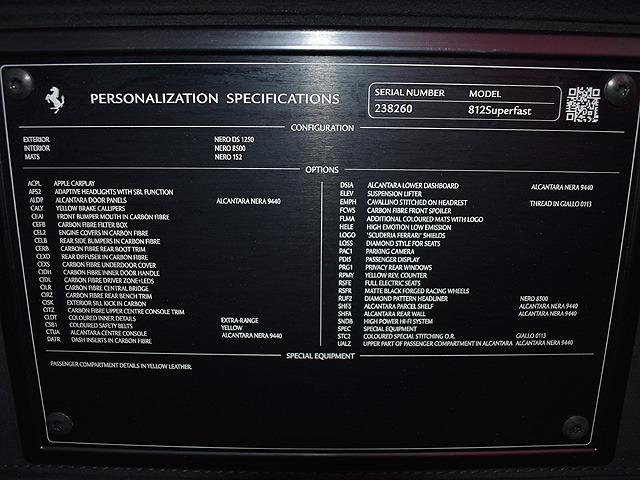 PERSONALIZATION SPECIFICATIONS
SERIAL NUMBER MODEL
238260 812Superfast
CONFIGURATION
EXTERIOR NERO DS 1250
INTERIOR NERO 8500
MATS NERO 152
OPTIONS
ACPL APPLE CARPLAY
AFS2 ADAPTIVE HEADLIGHTS WITH SBL FUNCTION
ALDP ALCANTARA DOOR PANELS ALCANTARA NERA 9440
CALY YELLOW BRAKE CALLIPERS
CEAI FRONT BUMPER MOUTH IN CARBON FIBRE
CEFB CARBON FIBRE FILTER BOX
CEL2 ENGINE COVERS IN CARBON FIBRE
CELB REAR SIDE BUMPERS IN CARBON FIBRE
CERB CARBON FIBRE REAR BOOT TRIM
CEXD REAR DIFFUSER IN CARBON FIBRE
CEXS CARBON FIBRE UNDERDOOR COVER
CIDH CARBON FIBRE INNER DOOR HANDLE
CIDL CARBON FIBRE DRIVER ZONE+LEDS
CILR CARBON FIBRE CENTRAL BRIDGE
CIRZ CARBON FIBRE REAR BENCH TRIM
CISK EXTERIOR SILL KICK IN CARBON
CITZ CARBON FIBRE UPPER CENTRE CONSOLE TRIM
CLDT COLOURED INNER DETAILS EXTRA-RANGE
CSB1 COLOURED SAFETY BELTS YELLOW
CTUA ALCANTARA CENTRE CONSOLE ALCANTARA NERA 9440
DATR DASH INSERTS IN CARBON FIBRE
DSIA ALCANTARA LOWER DASHBOARD ALCANTARA NERA 9440
ELEV SUSPENSION LIFTER
EMPH CAVALLINO STITCHED ON HEADREST THREAD IN GIALLO 0113
FCWS CARBON FIBRE FRONT SPOILER
FLMA ADDITIONAL COLOURED MATS WITH LOGO
HELE HIGH EMOTION LOW EMISSION
LOGO 'SCUDERIA FERRARI' SHIELDS
LOSS DIAMOND STYLE FOR SEATS
PAC1 PARKING CAMERA
PDIS PASSENGER DISPLAY
PRG1 PRIVACY REAR WINDOWS
RPMY YELLOW REV. COUNTER
RSFE FULL ELECTRIC SEATS
RSFR MATTE BLACK FORGED RACING WHEELS
RUF2 DIAMOND PATTERN HEADLINER NERO 8500
SHFS ALCANTARA PARCEL SHELF ALCANTARA NERA 9440
SHFA ALCANTARA REAR WALL ALCANTARA NERA 9440
SNDB HIGH POWER HI-FI SYSTEM
SPEC SPECIAL EQUIPMENT
STC2 COLOURED SPECIAL STITCHING O.R. GIALLO 0113
UALZ UPPER PART OF PASSENGER COMPARTMENT IN ALCANTARA ALCANTARA NERA 9440
SPECIAL EQUIPMENT
PASSENGER COMPARTMENT DETAILS IN YELLOW LEATHER.